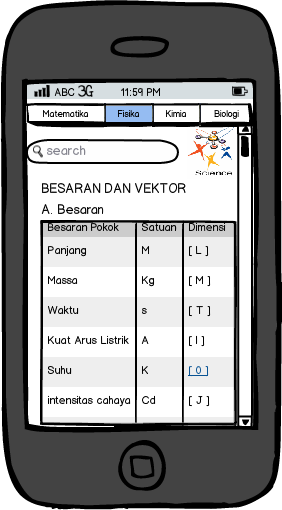 ABC 3G 11:59 PM
Matematika Fisika Kimia Biologi
search
Science
BESARAN DAN VEKTOR
A. Besaran
Besaran Pokok Satuan Dimensi
Panjang M [ L ]
Massa Kg [ M ]
Waktu s [ T ]
Kuat Arus Listrik A [ I ]
Suhu K [ 0 ]
intensitas cahaya Cd [ J ]